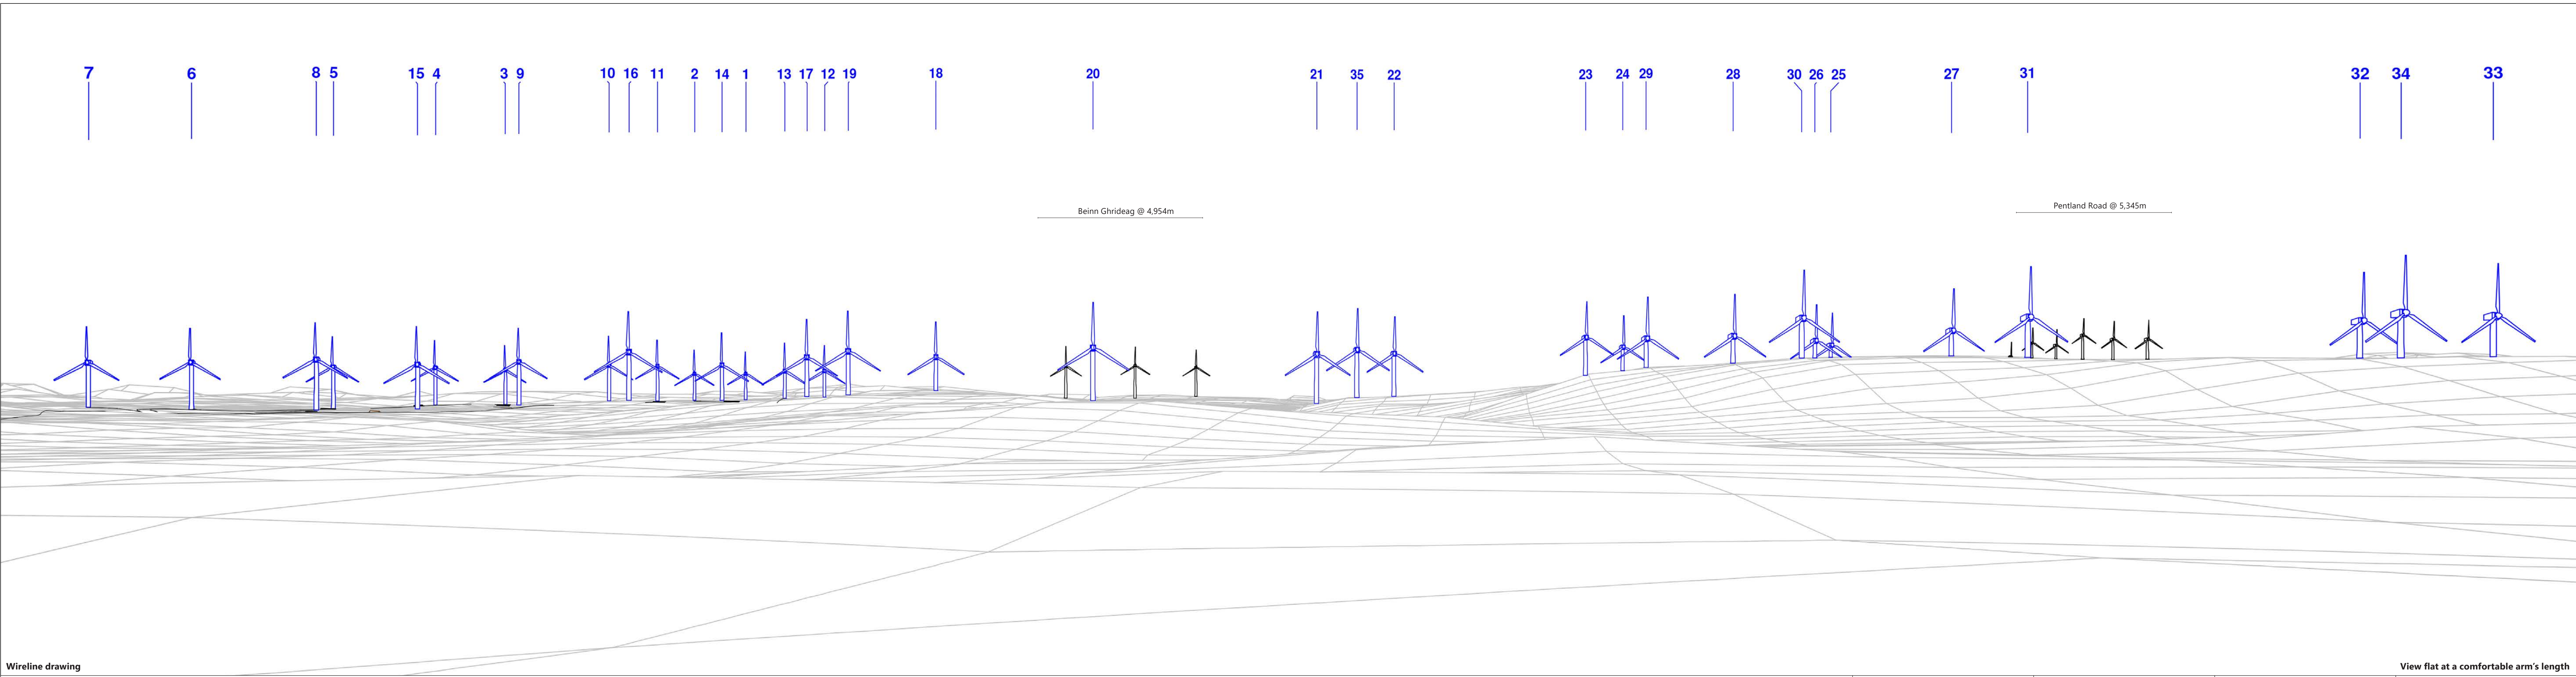 7 6 8 5 15 4 3 9 10 16 11 2 14 1 13 17 12 19 18 20 21 35 22 23 24 29 28 30 26 25 27 31 32 34 33
Beinn Ghrideag @ 4,954m
Pentland Road @ 5,345m
Wireline drawing
View flat at a comfortable arm's length